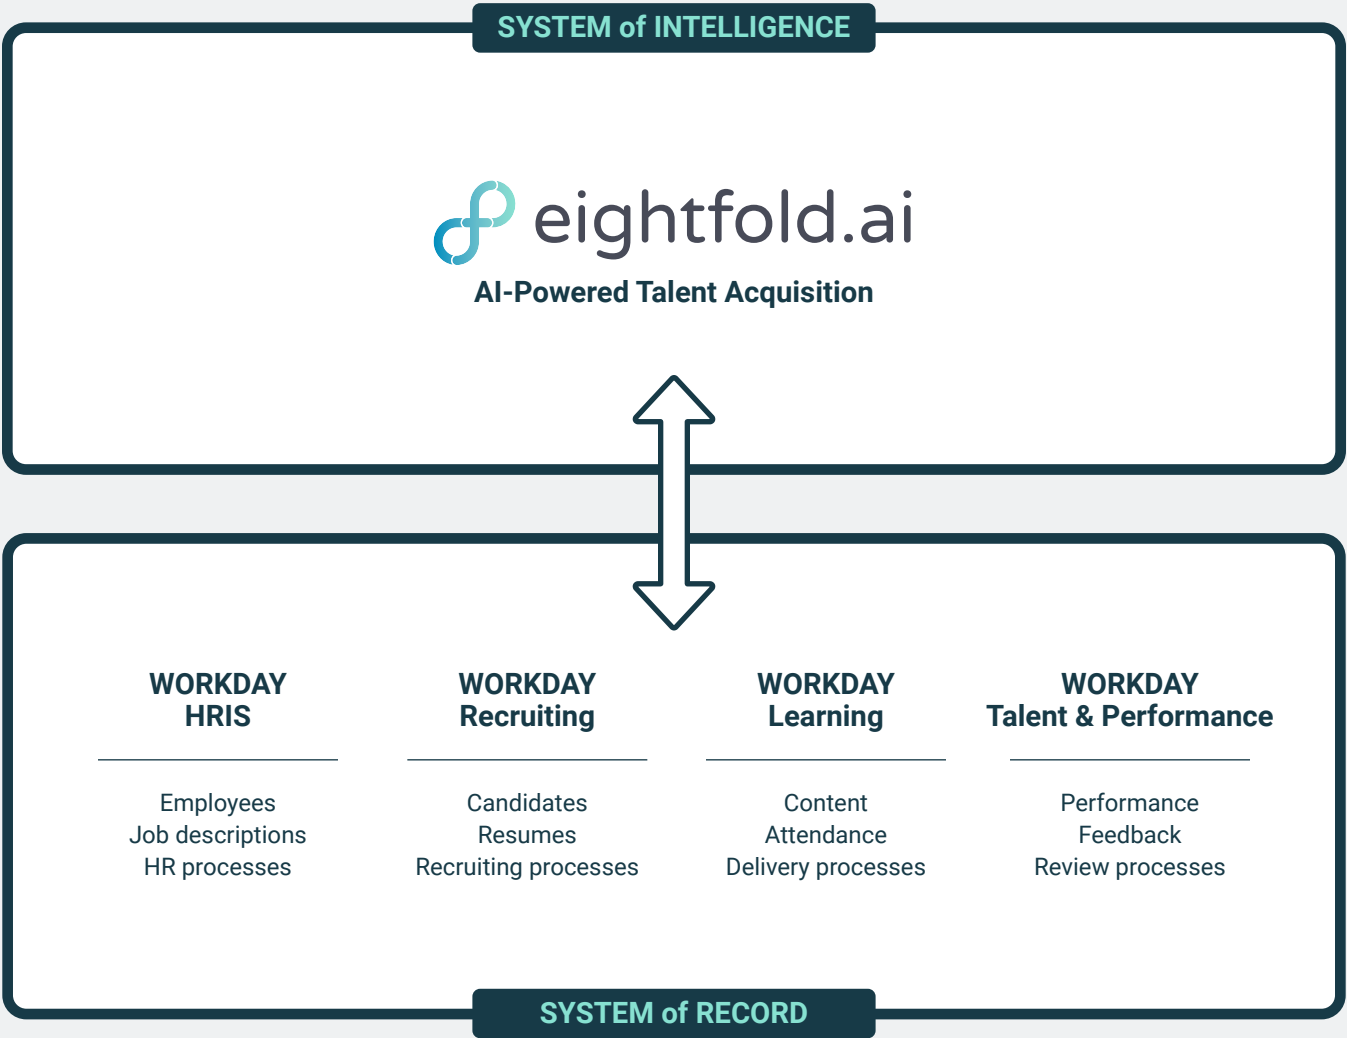 SYSTEM of INTELLIGENCE
eightfold.ai
AI-Powered Talent Acquisition
WORKDAY
HRIS
Employees
Job descriptions
HR processes
WORKDAY
Recruiting
Candidates
Resumes
Recruiting processes
WORKDAY
Learning
Content
Attendance
Delivery processes
WORKDAY
Talent & Performance
Performance
Feedback
Review processes
SYSTEM of RECORD